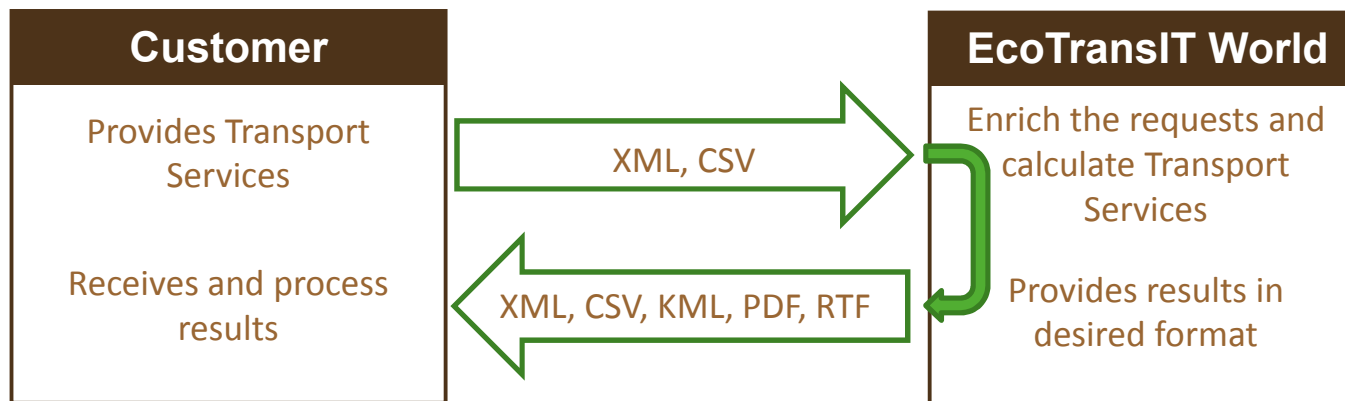 Customer
Provides Transport
Services
Receives and process
results
XML, CSV
XML, CSV, KML, PDF, RTF
EcoTransIT World
Enrich the requests and
calculate Transport
Services
Provides results in
desired format